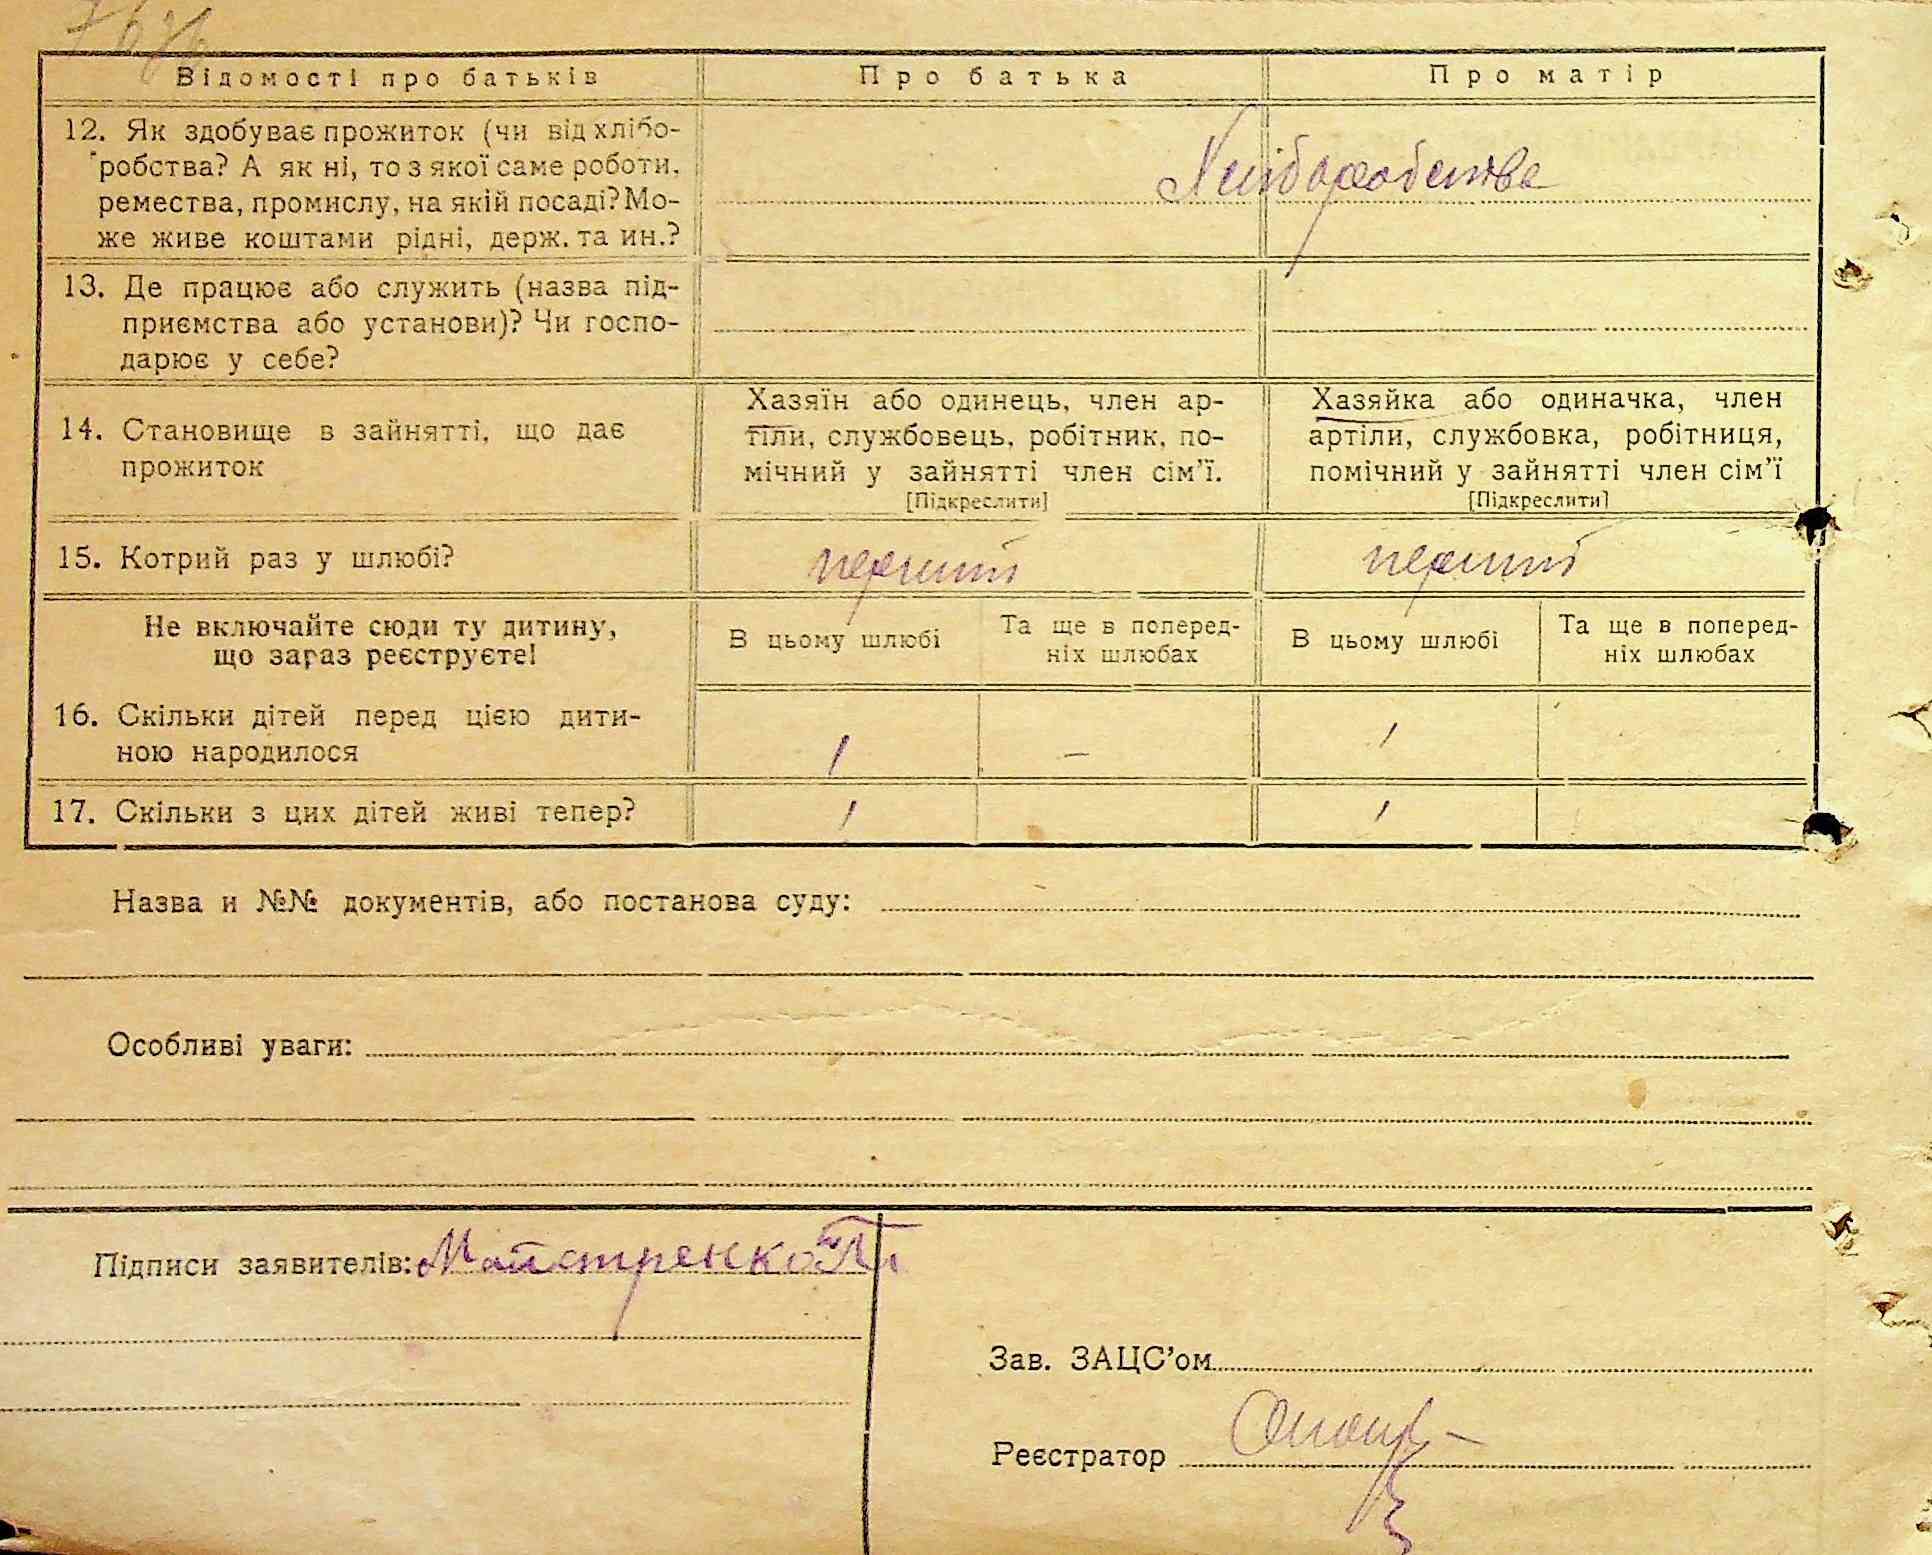 Відомості про батьків Про батька Про матір
12. Як здобуває прожиток (чи від хлібо-
робства? А як ні, то з якої саме роботи,
ремества, промислу, на якій посаді? Мо-
же живе коштами рідні, держ. та ин.?
Хліборобство
13. Де працює або служить (назва під-
приємства або установи)? Чи госпо-
дарює у себе?
14. Становище в зайнятті, що дає
прожиток
Хазяїн або одинець, член ар-
тіли, службовець, робітник, по-
мічний у зайнятті член сім'ї.
[Підкреслити]
Хазяйка або одиначка, член
артіли, службовка, робітниця,
помічний у зайнятті член сім'ї
[Підкреслити]
15. Котрий раз у шлюбі? перший перший
Не включайте сюди ту дитину,
що зараз реєструєте!
В цьому шлюбі
Та ще в поперед-
ніх шлюбах
В цьому шлюбі
Та ще в поперед-
ніх шлюбах
16. Скільки дітей перед цією дити-
ною народилося
1 – 1
17. Скільки з цих дітей живі тепер? 1 1
Назва и №№ документів, або постанова суду:
Особливі уваги:
Підписи заявителів: Майстренко
Зав. ЗАЦС'ом
Реєстратор